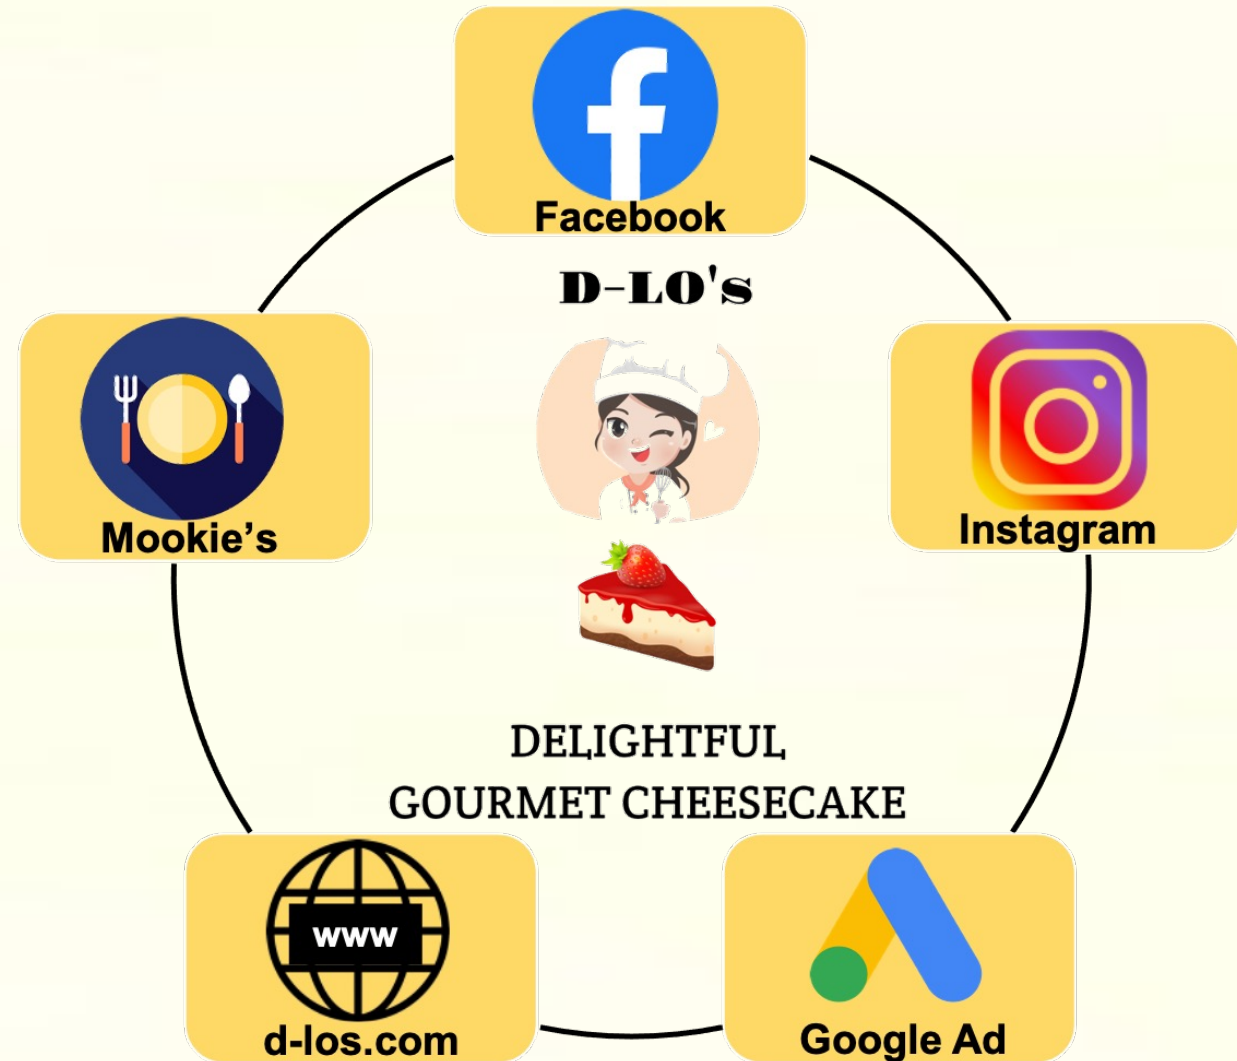 Facebook
D-LO's
Mookie’s
Instagram
DELIGHTFUL
GOURMET CHEESECAKE
www
d-los.com
Google Ad